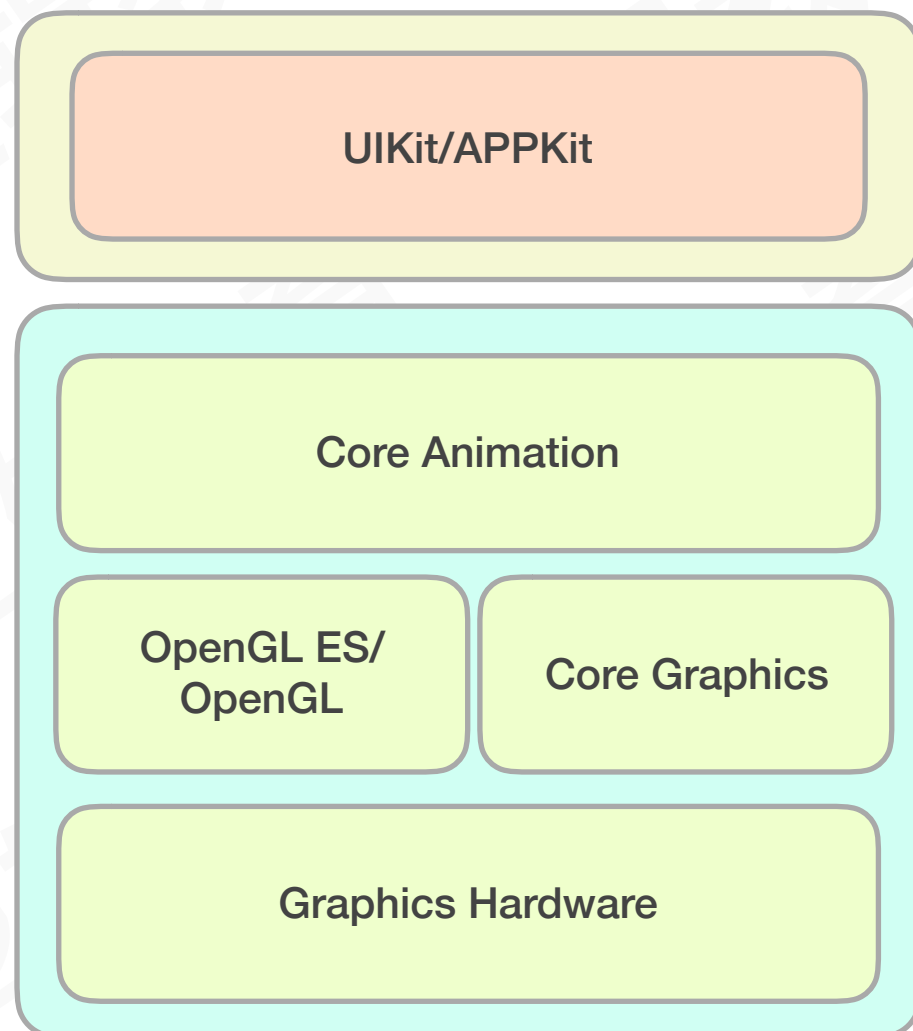 UIKit/APPKit
Core Animation
OpenGL ES/
OpenGL
Core Graphics
Graphics Hardware